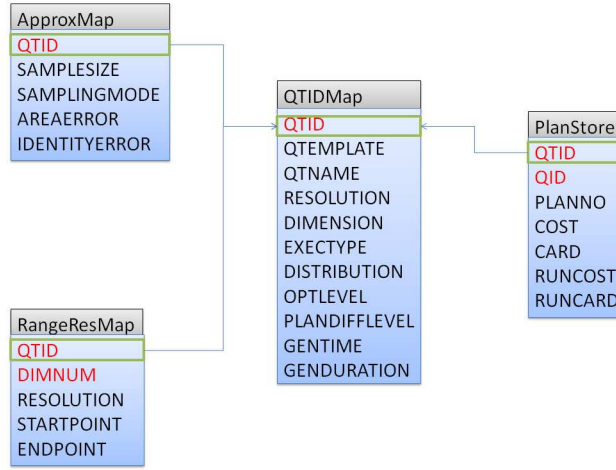 ApproxMap
QTID
SAMPLESIZE
SAMPLINGMODE
AREAERROR
IDENTITYERROR
RangeResMap
QTID
DIMNUM
RESOLUTION
STARTPOINT
ENDPOINT
QTIDMap
QTID
QTEMPLATE
QTNAME
RESOLUTION
DIMENSION
EXECTYPE
DISTRIBUTION
OPTLEVEL
PLANDIFFLEVEL
GENTIME
GENDURATION
PlanStore
QTID
QID
PLANNO
COST
CARD
RUNCOST
RUNCARD